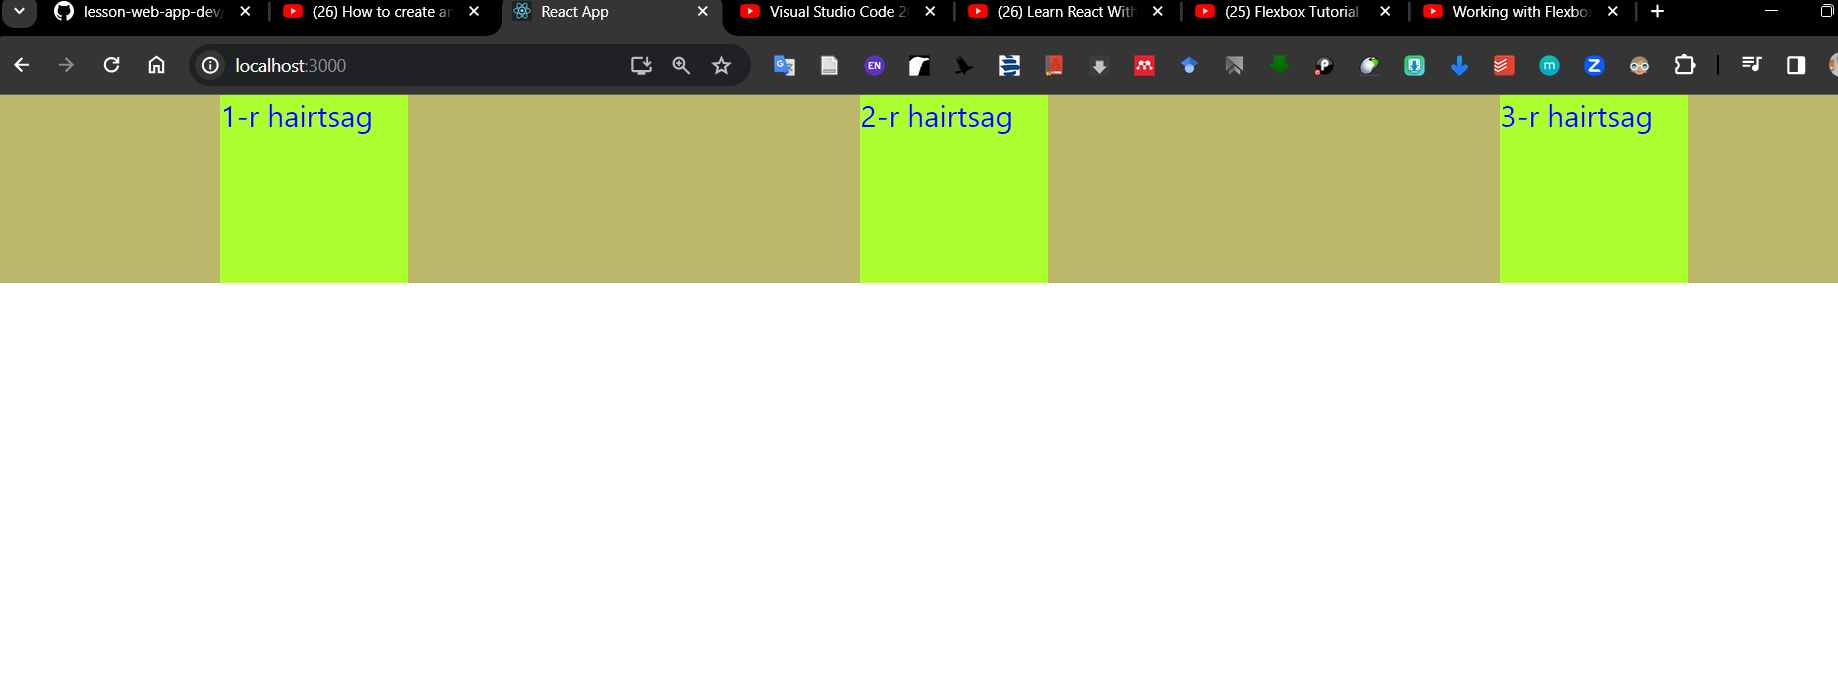 lesson-web-app-dev/
(26) How to create an
React App
Visual Studio Code 2
(26) Learn React With
(25) Flexbox Tutorial
Working with Flexbo
localhost:3000
EN
A
P
m
Z
1-r hairtsag
2-r hairtsag
3-r hairtsag